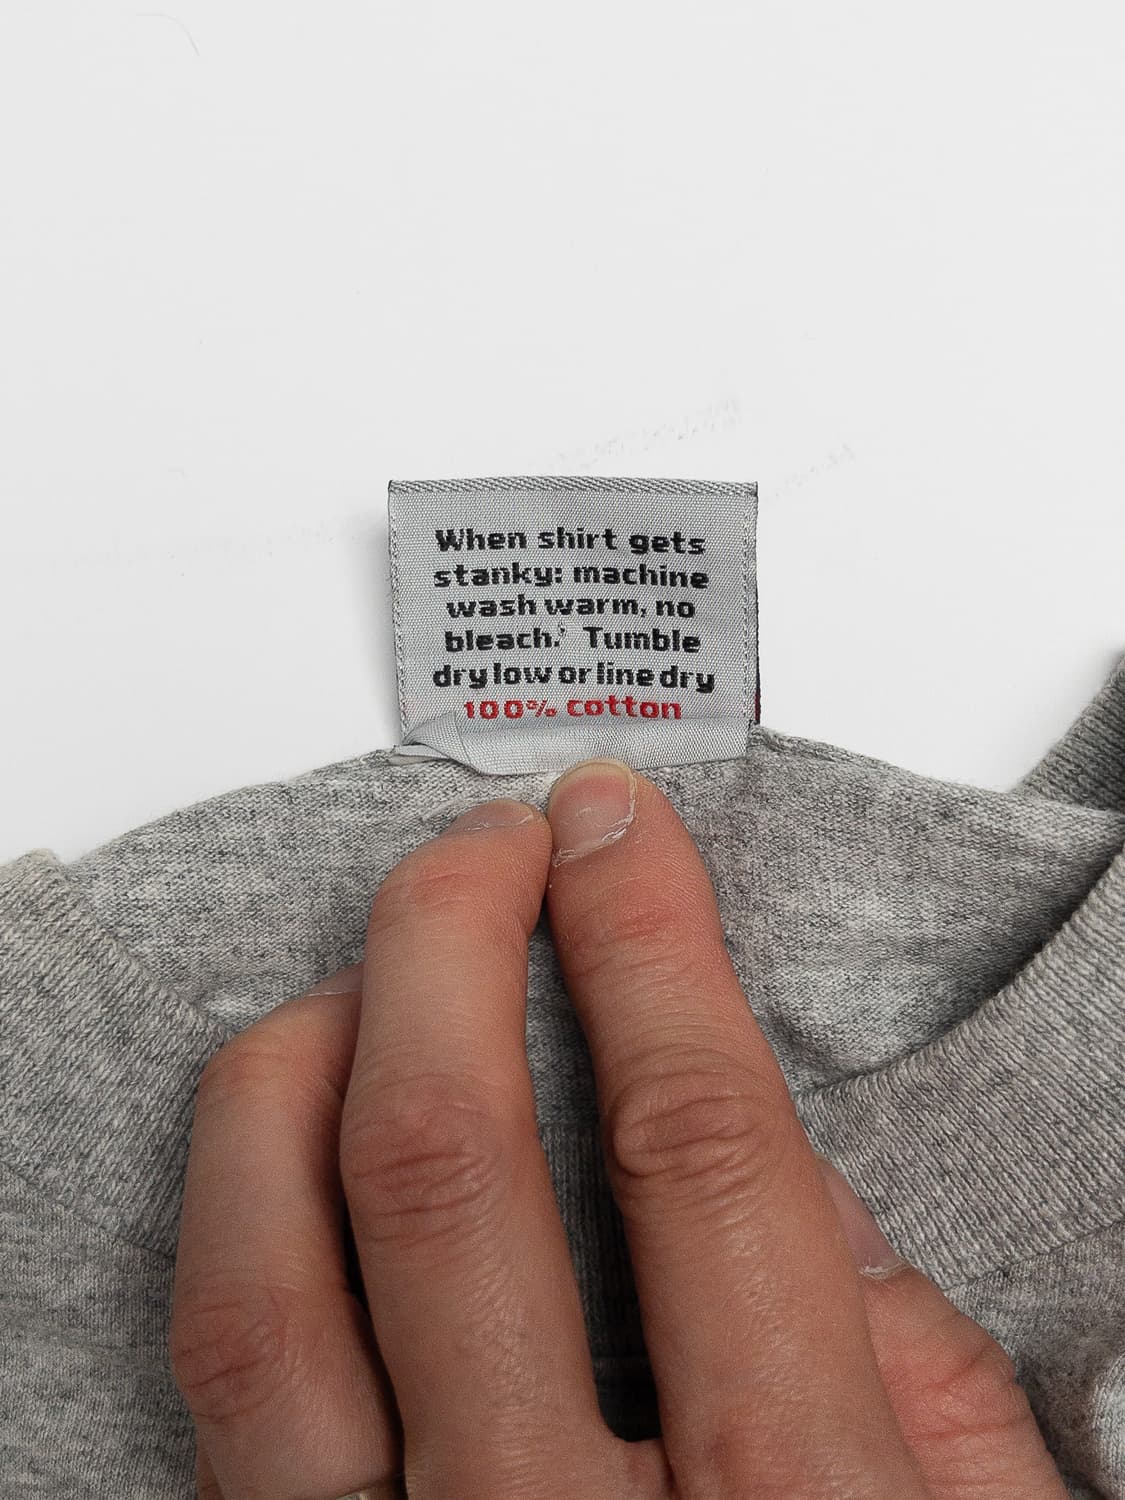 When shirt gets
stanky: machine
wash warm, no
bleach. Tumble
dry low or line dry
100% cotton